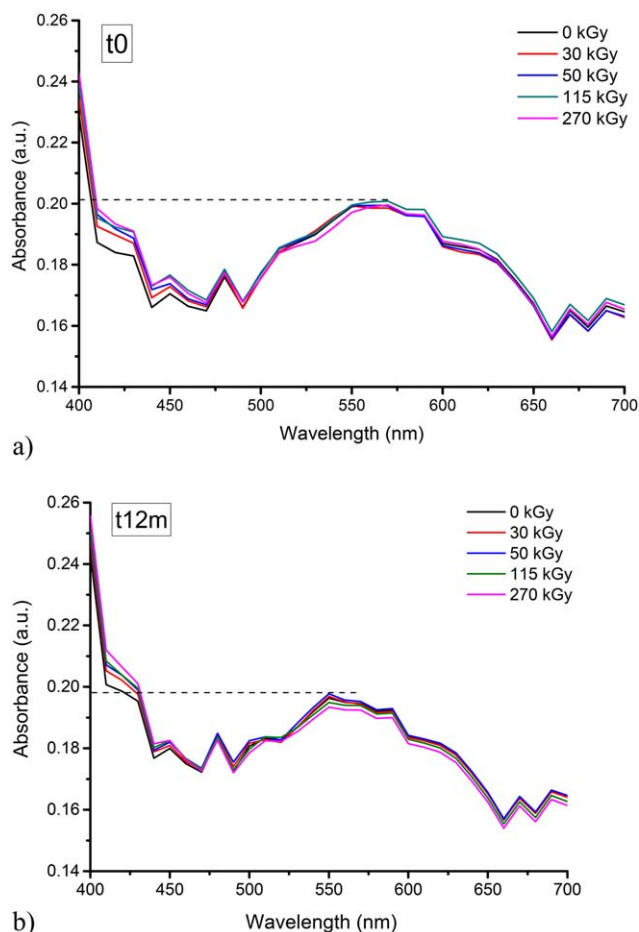 t0
0 kGy
30 kGy
50 kGy
115 kGy
270 kGy
0.26
0.24
0.22
0.20
0.18
0.16
0.14
Absorbance (a.u.)
400 450 500 550 600 650 700
Wavelength (nm)
a)
t12m
0 kGy
30 kGy
50 kGy
115 kGy
270 kGy
0.26
0.24
0.22
0.20
0.18
0.16
0.14
Absorbance (a.u.)
400 450 500 550 600 650 700
Wavelength (nm)
b)